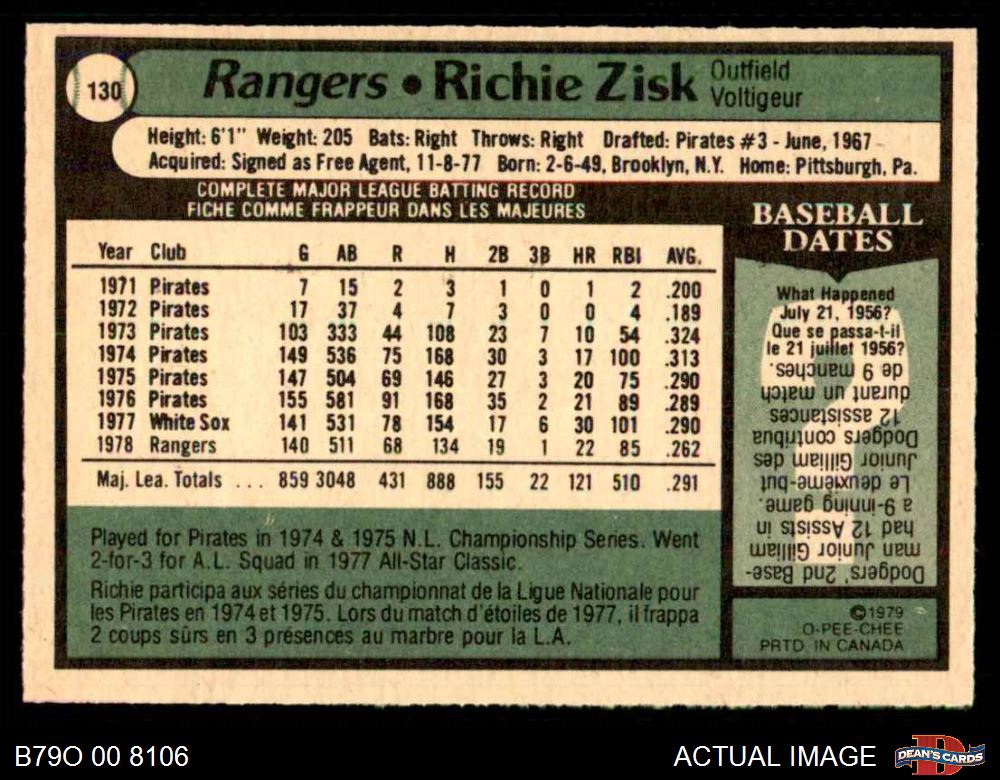 130
Rangers • Richie Zisk
Outfield
Voltigeur
Height: 6'1" Weight: 205 Bats: Right Throws: Right Drafted: Pirates #3 - June, 1967
Acquired: Signed as Free Agent, 11-8-77 Born: 2-6-49, Brooklyn, N.Y. Home: Pittsburgh, Pa.
COMPLETE MAJOR LEAGUE BATTING RECORD
FICHE COMME FRAPPEUR DANS LES MAJEURES
Year Club G AB R H 2B 3B HR RBI AVG.
1971 Pirates 7 15 2 3 1 0 1 2 .200
1972 Pirates 17 37 4 7 3 0 0 4 .189
1973 Pirates 103 333 44 108 23 7 10 54 .324
1974 Pirates 149 536 75 168 30 3 17 100 .313
1975 Pirates 147 504 69 146 27 3 20 75 .290
1976 Pirates 155 581 91 168 35 2 21 89 .289
1977 White Sox 141 531 78 154 17 6 30 101 .290
1978 Rangers 140 511 68 134 19 1 22 85 .262
Maj. Lea. Totals ... 859 3048 431 888 155 22 121 510 .291
Played for Pirates in 1974 & 1975 N.L. Championship Series. Went
2-for-3 for A.L. Squad in 1977 All-Star Classic.
Richie participa aux séries du championnat de la Ligue Nationale pour
les Pirates en 1974 et 1975. Lors du match d'étoiles de 1977, il frappa
2 coups sûrs en 3 présences au marbre pour la L.A.
BASEBALL
DATES
What Happened
July 21, 1956?
Que se passa-t-il
le 21 juillet 1956?
Dodgers' 2nd Base-
man Junior Gilliam
had 12 Assists in
a 9-inning game.
Le deuxième-but
Junior Gilliam des
Dodgers contribua
12 assistances
durant un match
de 9 manches.
©1979
O-PEE-CHEE
PRTD IN CANADA
B79O 00 8106
ACTUAL IMAGE
DEAN'S CARDS